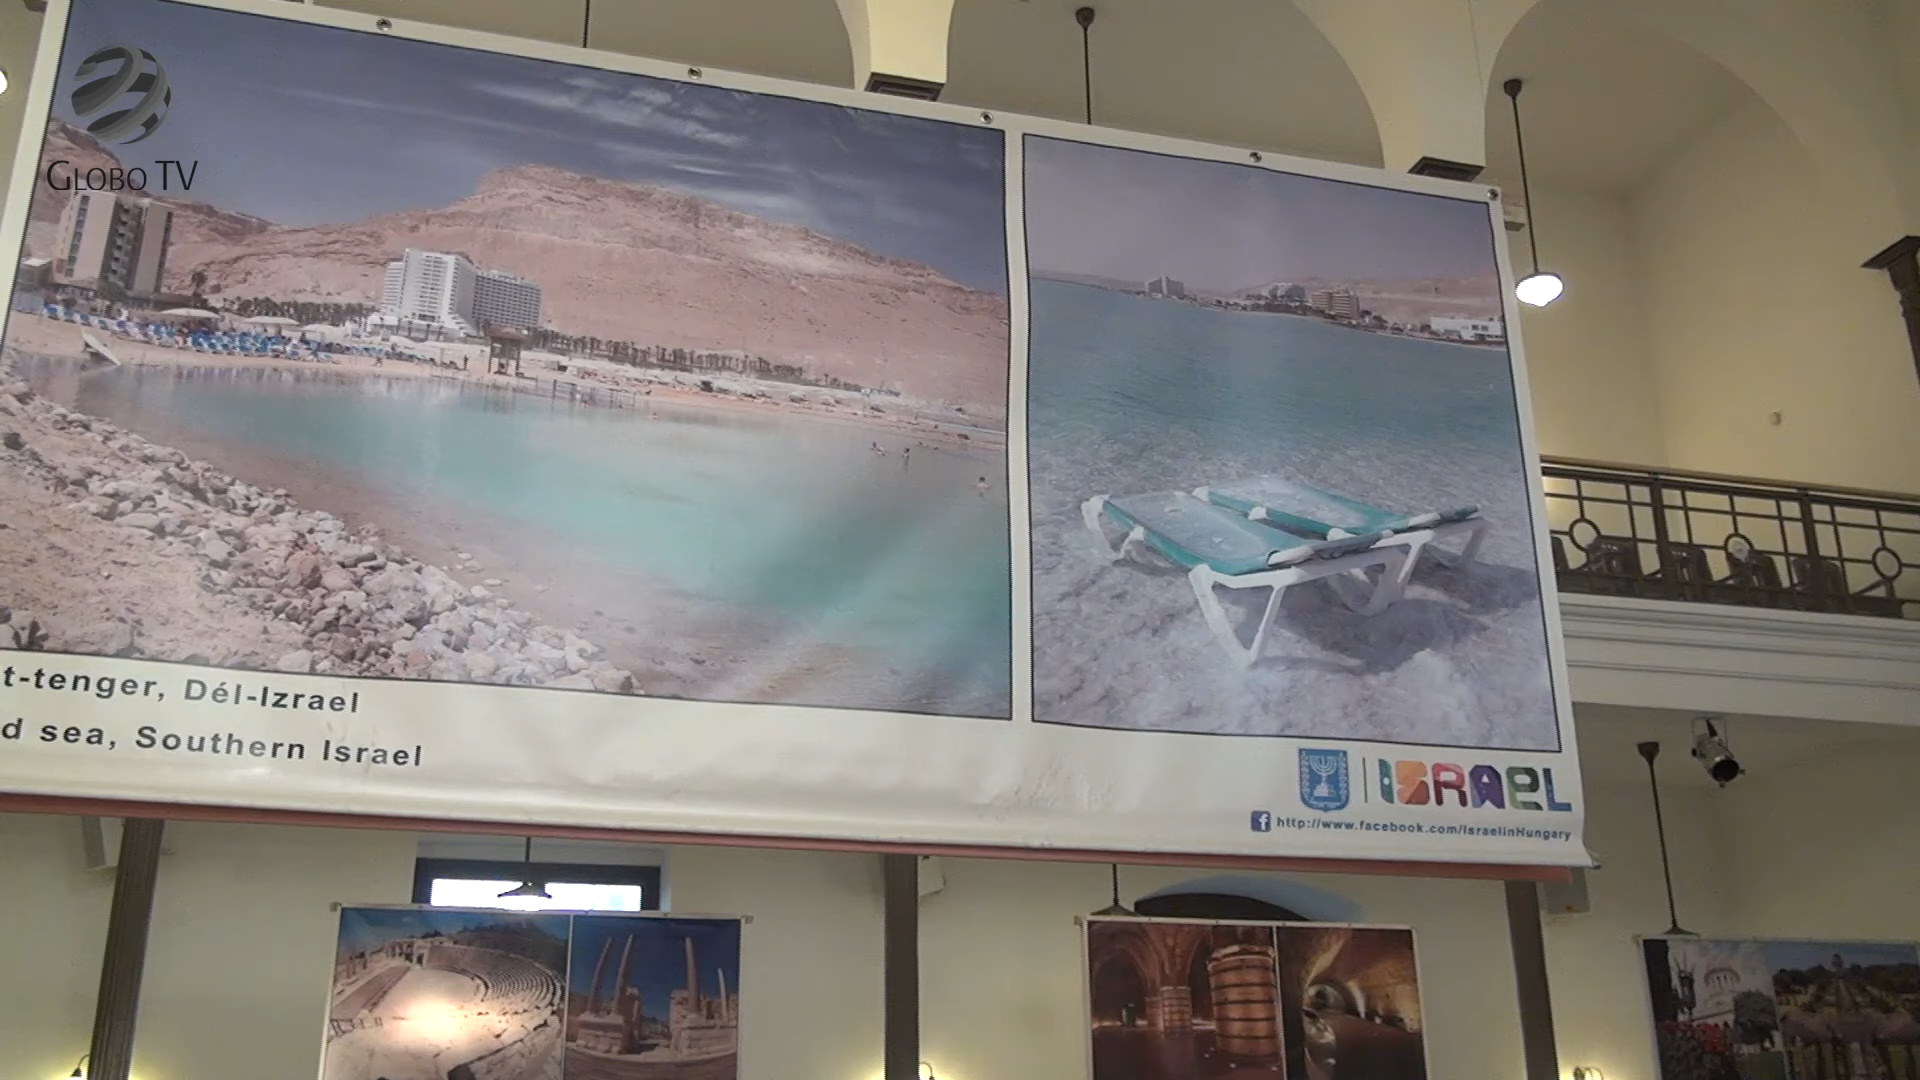 GLOBO TV
t-tenger, Dél-Izrael
d sea, Southern Israel
ISRAEL
f http://www.facebook.com/IsraelinHungary